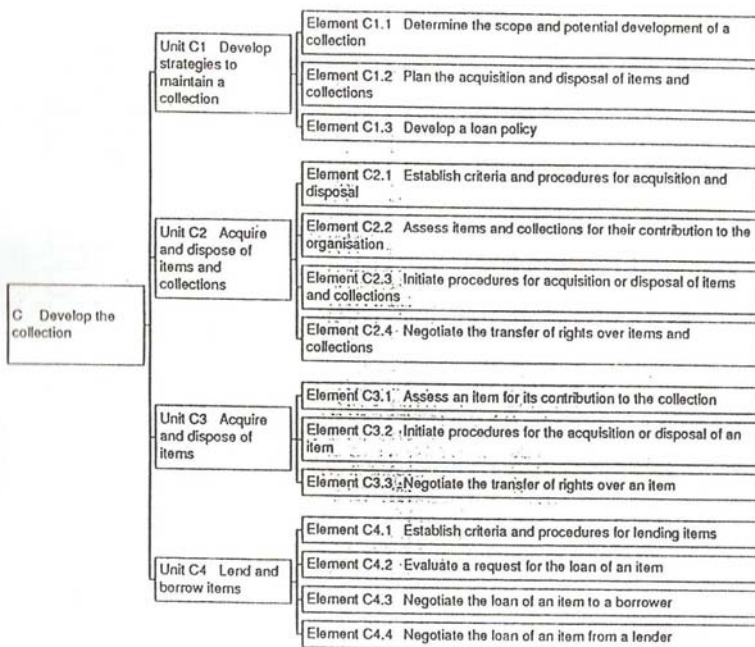 C Develop the
collection
Unit C1 Develop
strategies to
maintain a
collection
Element C1.1 Determine the scope and potential development of a
collection
Element C1.2 Plan the acquisition and disposal of items and
collections
Element C1.3 Develop a loan policy
Unit C2 Acquire
and dispose of
items and
collections
Element C2.1 Establish criteria and procedures for acquisition and
disposal
Element C2.2 Assess items and collections for their contribution to the
organisation
Element C2.3 Initiate procedures for acquisition or disposal of items
and collections
Element C2.4 Negotiate the transfer of rights over items and
collections
Unit C3 Acquire
and dispose of
items
Element C3.1 Assess an item for its contribution to the collection
Element C3.2 Initiate procedures for the acquisition or disposal of an
item
Element C3.3 Negotiate the transfer of rights over an item
Unit C4 Lend and
borrow items
Element C4.1 Establish criteria and procedures for lending items
Element C4.2 Evaluate a request for the loan of an item
Element C4.3 Negotiate the loan of an item to a borrower
Element C4.4 Negotiate the loan of an item from a lender